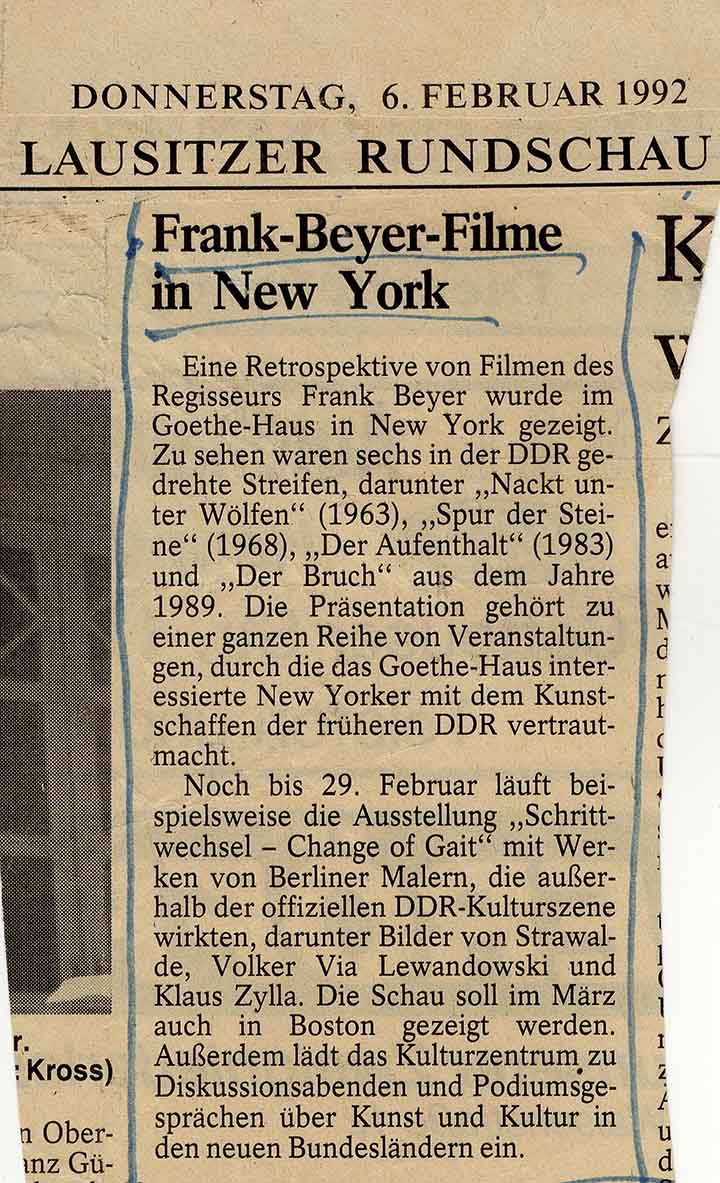 DONNERSTAG, 6. FEBRUAR 1992
LAUSITZER RUNDSCHAU
Frank-Beyer-Filme
in New York
Eine Retrospektive von Filmen des
Regisseurs Frank Beyer wurde im
Goethe-Haus in New York gezeigt.
Zu sehen waren sechs in der DDR ge-
drehte Streifen, darunter „Nackt un-
ter Wölfen“ (1963), „Spur der Stei-
ne“ (1968), „Der Aufenthalt“ (1983)
und „Der Bruch“ aus dem Jahre
1989. Die Präsentation gehört zu
einer ganzen Reihe von Veranstaltun-
gen, durch die das Goethe-Haus inter-
essierte New Yorker mit dem Kunst-
schaffen der früheren DDR vertraut-
macht.
Noch bis 29. Februar läuft bei-
spielsweise die Ausstellung „Schritt-
wechsel – Change of Gait“ mit Wer-
ken von Berliner Malern, die außer-
halb der offiziellen DDR-Kulturszene
wirkten, darunter Bilder von Strawal-
de, Volker Via Lewandowski und
Klaus Zylla. Die Schau soll im März
auch in Boston gezeigt werden.
Außerdem lädt das Kulturzentrum zu
Diskussionsabenden und Podiumsge-
sprächen über Kunst und Kultur in
den neuen Bundesländern ein.
r.
: Kross)
n Ober-
anz Gü-